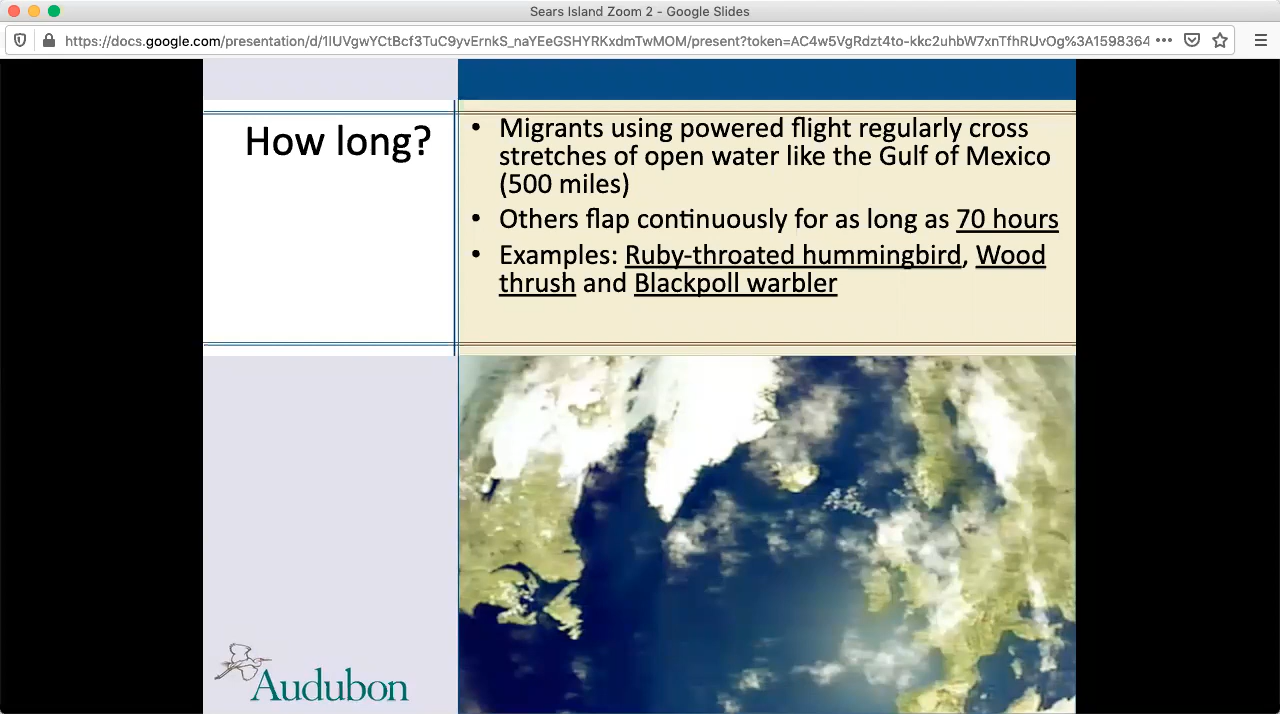 Sears Island Zoom 2 - Google Slides
https://docs.google.com/presentation/d/1IUVgwYCtBcf3TuC9yvErnkS_naYEeGSHYRKxdmTwMOM/present?token=AC4w5VgRdzt4to-kkc2uhbW7xnTfhRUvOg%3A1598364
How long?
• Migrants using powered flight regularly cross
stretches of open water like the Gulf of Mexico
(500 miles)
• Others flap continuously for as long as 70 hours
• Examples: Ruby-throated hummingbird, Wood
thrush and Blackpoll warbler
Audubon